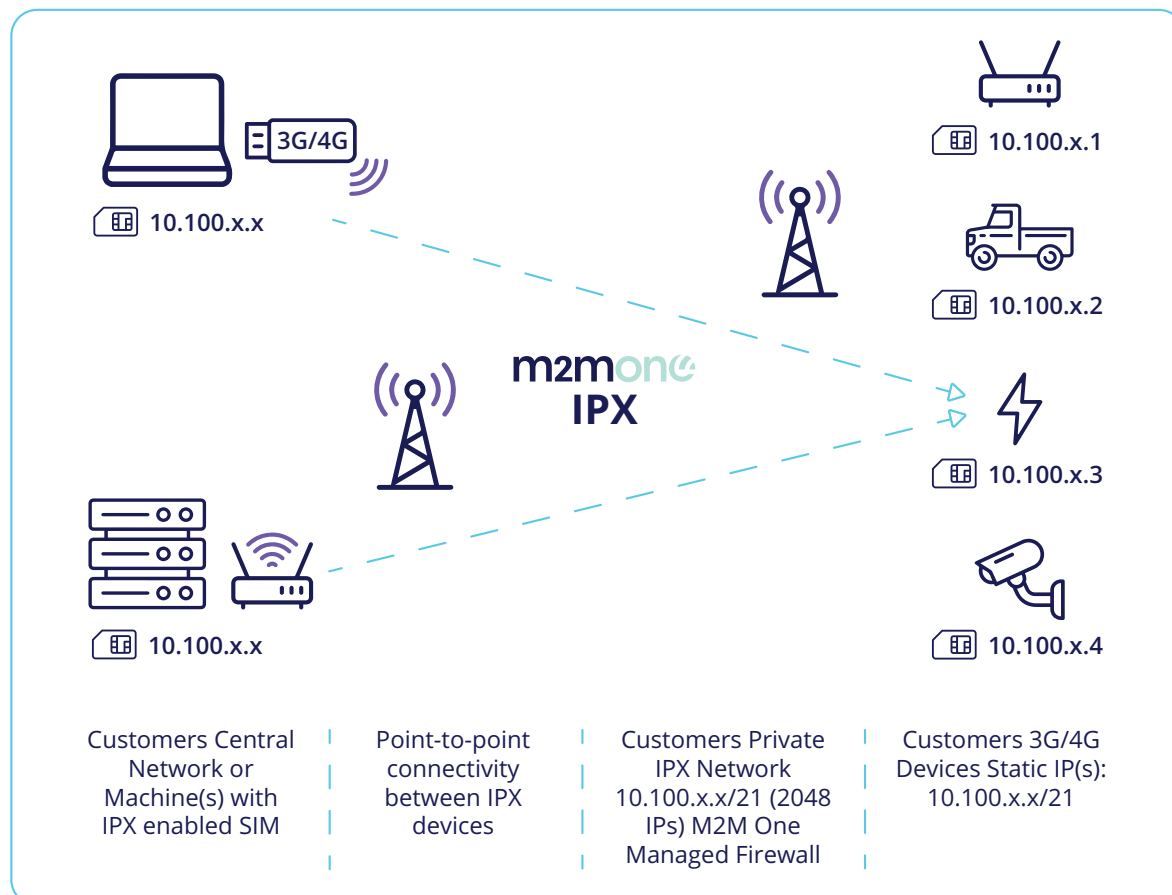 3G/4G
10.100.x.x
10.100.x.1
10.100.x.2
m2mone
IPX
10.100.x.3
10.100.x.x
10.100.x.4
Customers Central
Network or
Machine(s) with
IPX enabled SIM
Point-to-point
connectivity
between IPX
devices
Customers Private
IPX Network
10.100.x.x/21 (2048
IPs) M2M One
Managed Firewall
Customers 3G/4G
Devices Static IP(s):
10.100.x.x/21